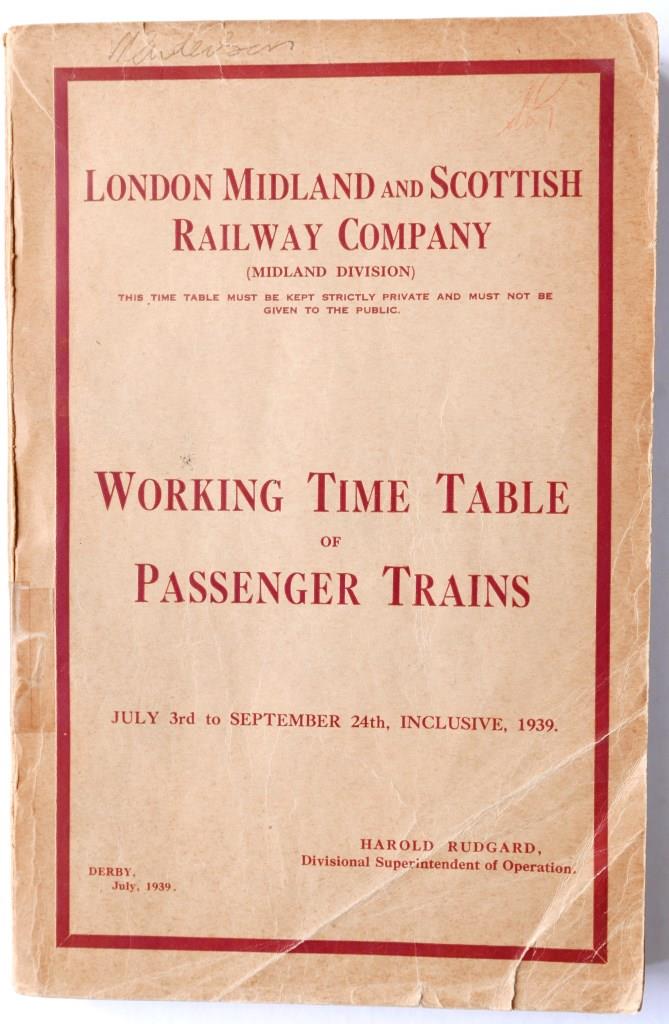 LONDON MIDLAND AND SCOTTISH
RAILWAY COMPANY
(MIDLAND DIVISION)
THIS TIME TABLE MUST BE KEPT STRICTLY PRIVATE AND MUST NOT BE
GIVEN TO THE PUBLIC.
WORKING TIME TABLE
OF
PASSENGER TRAINS
JULY 3rd to SEPTEMBER 24th, INCLUSIVE, 1939.
HAROLD RUDGARD,
Divisional Superintendent of Operation.
DERBY,
July, 1939.